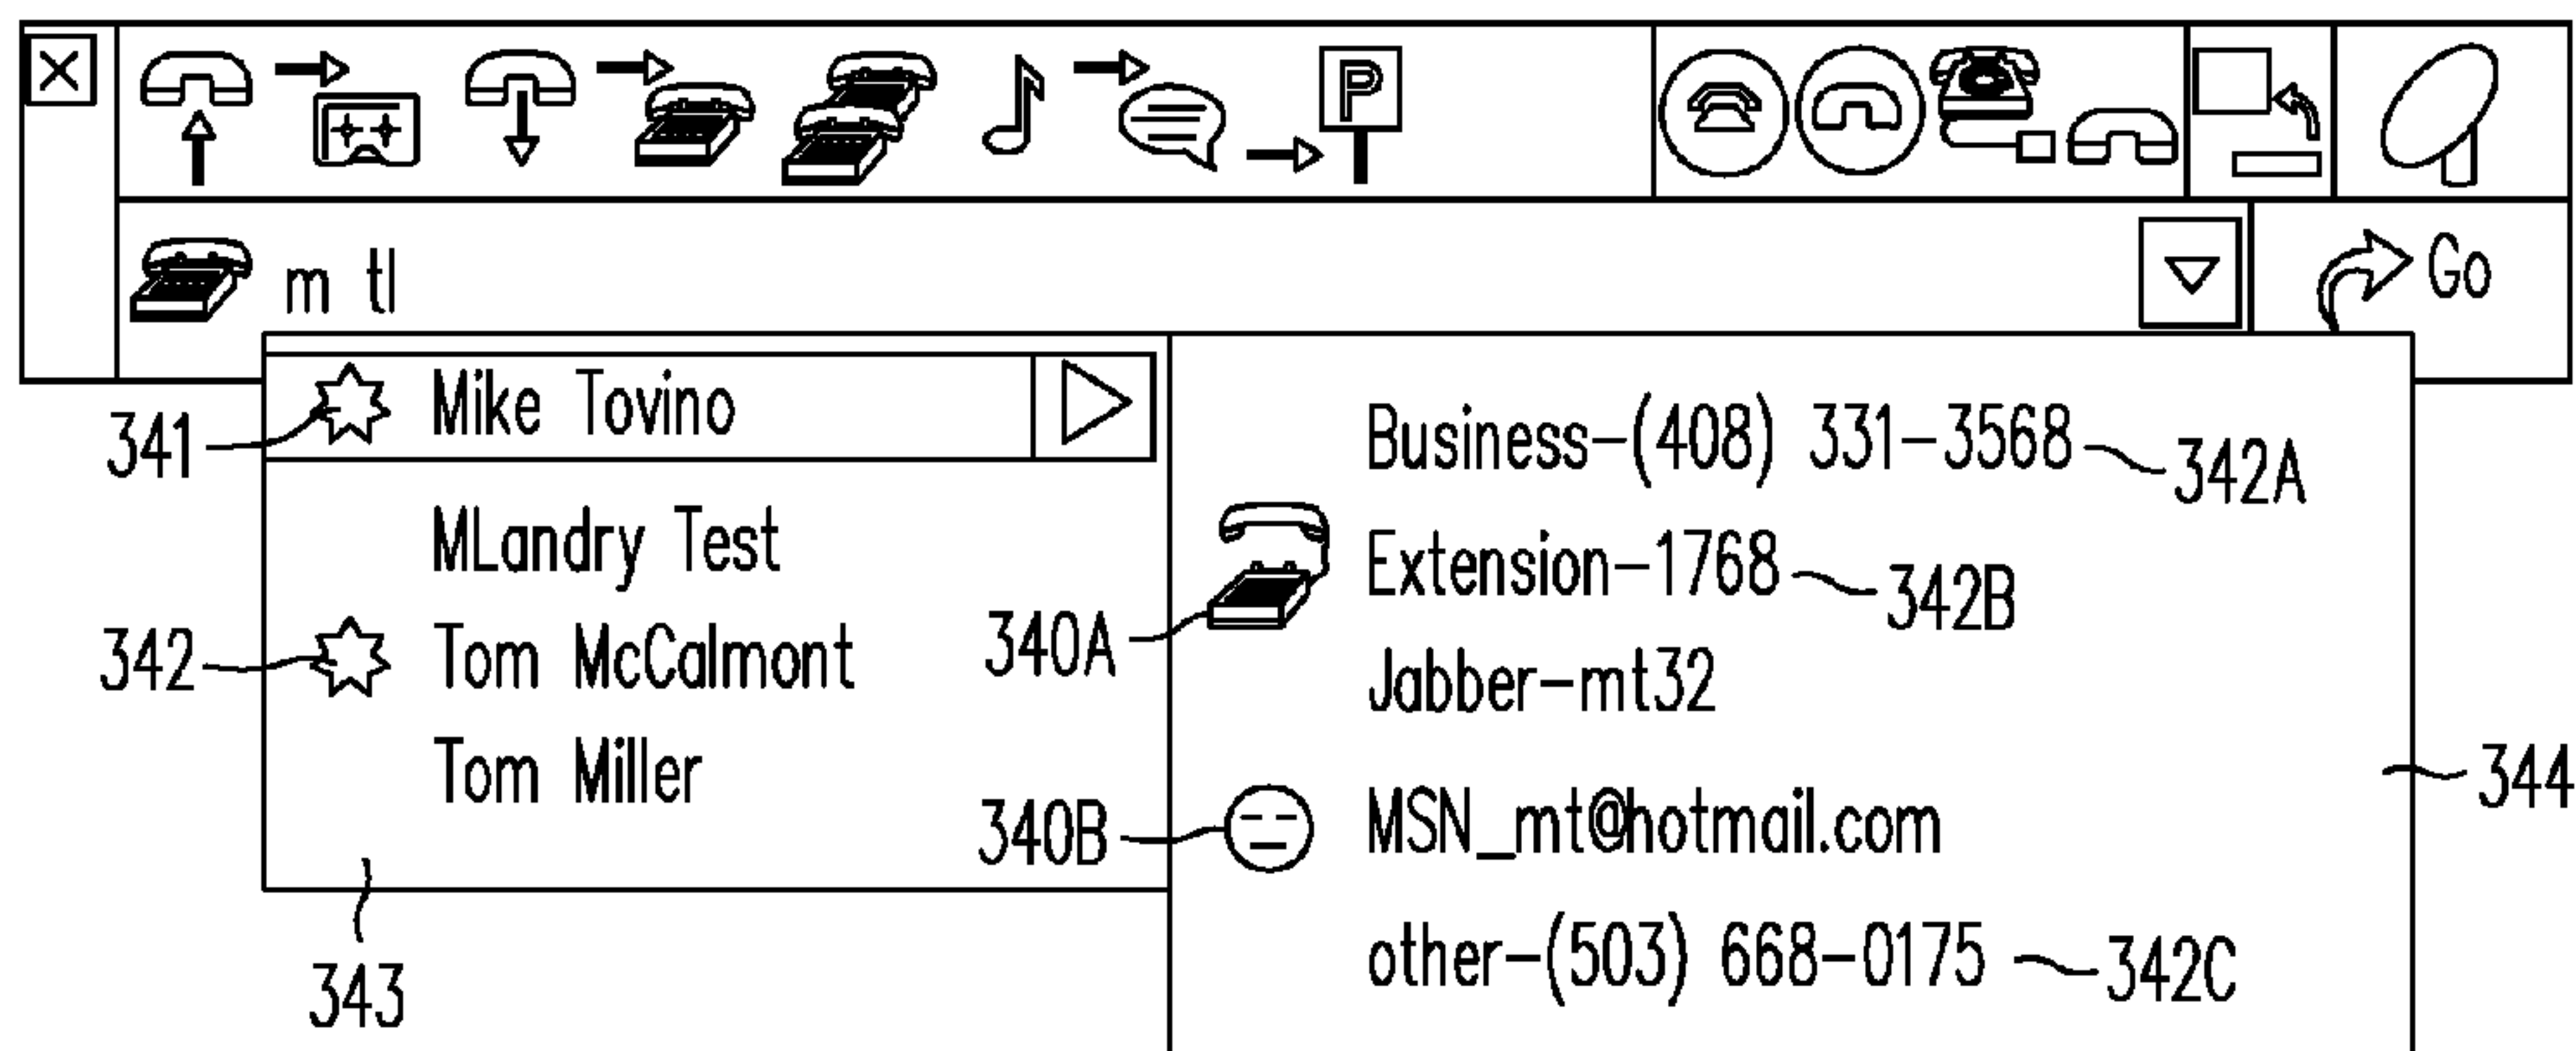 P
m tl
Go
Mike Tovino
341
MLandry Test
342
Tom McCalmont
Tom Miller
343
Business-(408) 331-3568
342A
Extension-1768
342B
340A
Jabber-mt32
344
340B
MSN_mt@hotmail.com
other-(503) 668-0175
342C